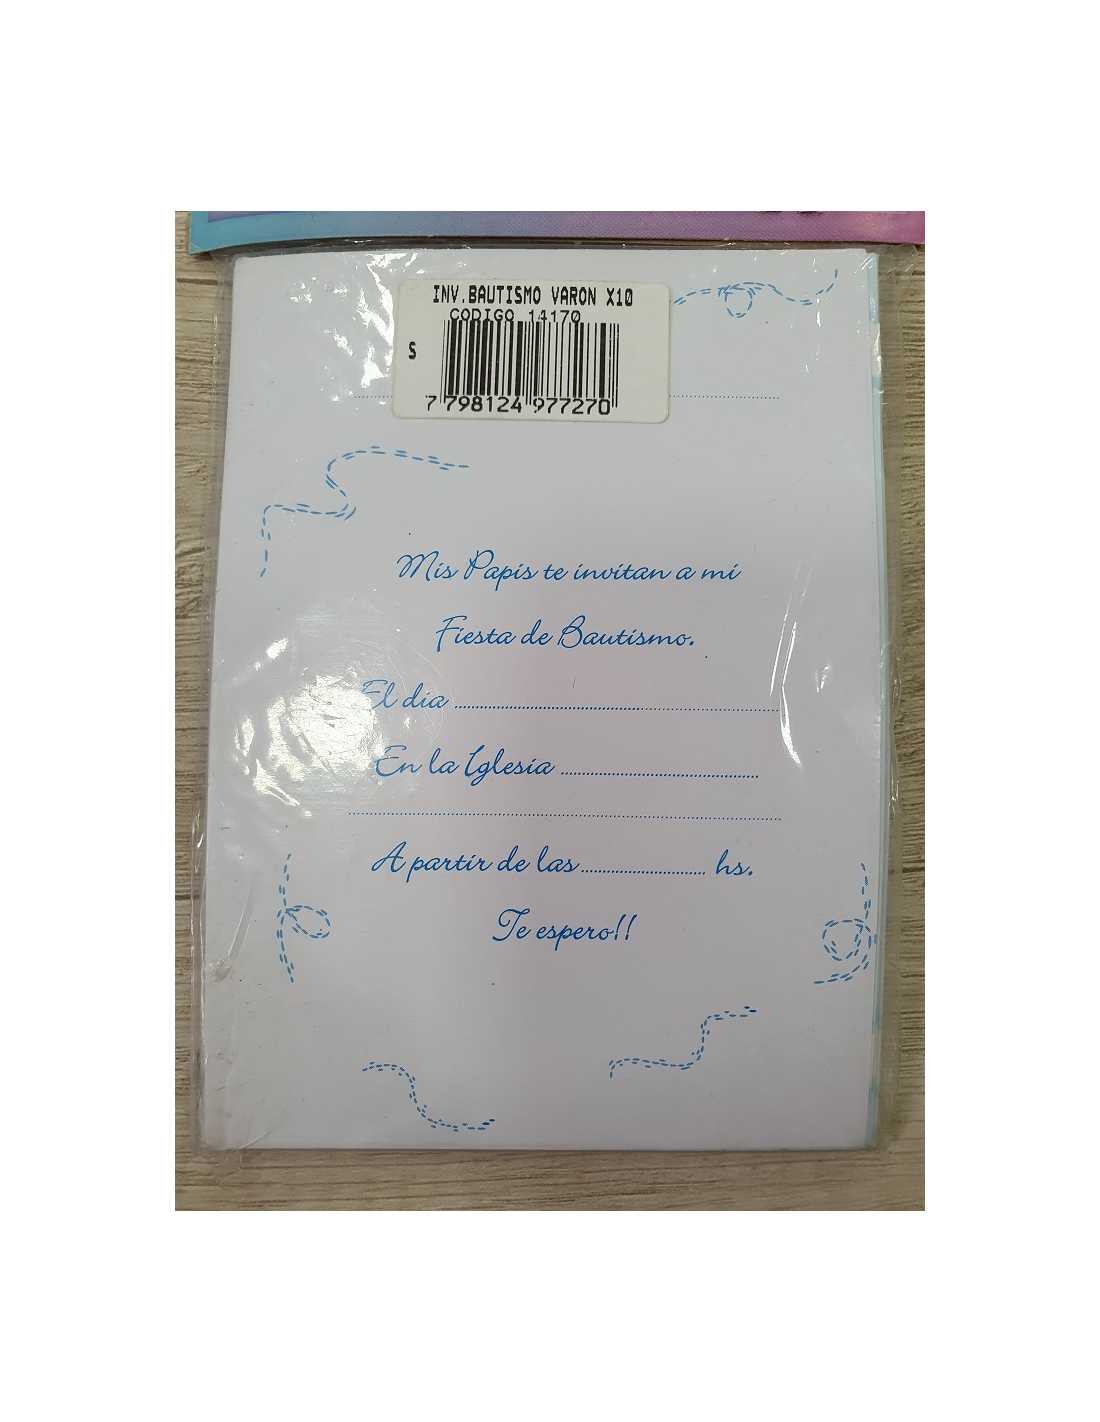 INV.BAUTISMO VARON X10
CODIGO 14170
S
7 798124 977270
Mis Papis te invitan a mi
Fiesta de Bautismo.
El dia
En la Iglesia
A partir de las hs.
Te espero!!